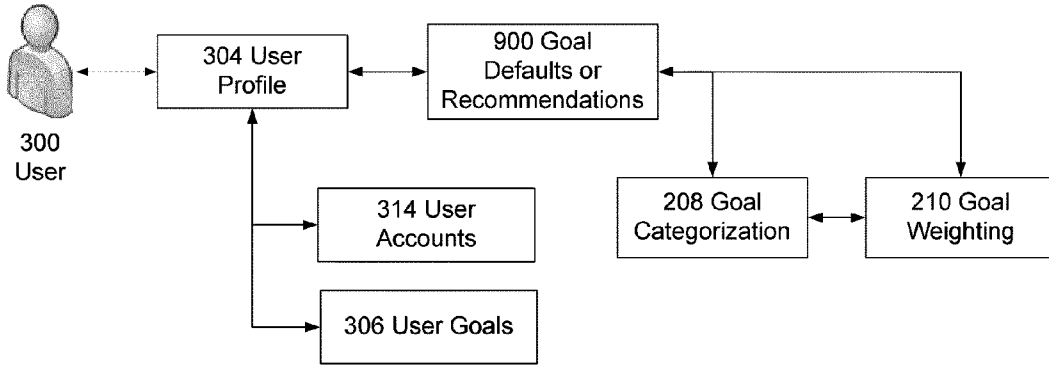 300
User
304 User
Profile
900 Goal
Defaults or
Recommendations
314 User
Accounts
306 User Goals
208 Goal
Categorization
210 Goal
Weighting